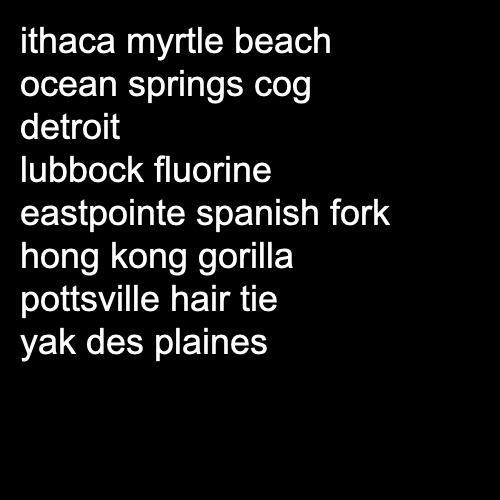 ithaca myrtle beach
ocean springs cog
detroit
lubbock fluorine
eastpointe spanish fork
hong kong gorilla
pottsville hair tie
yak des plaines